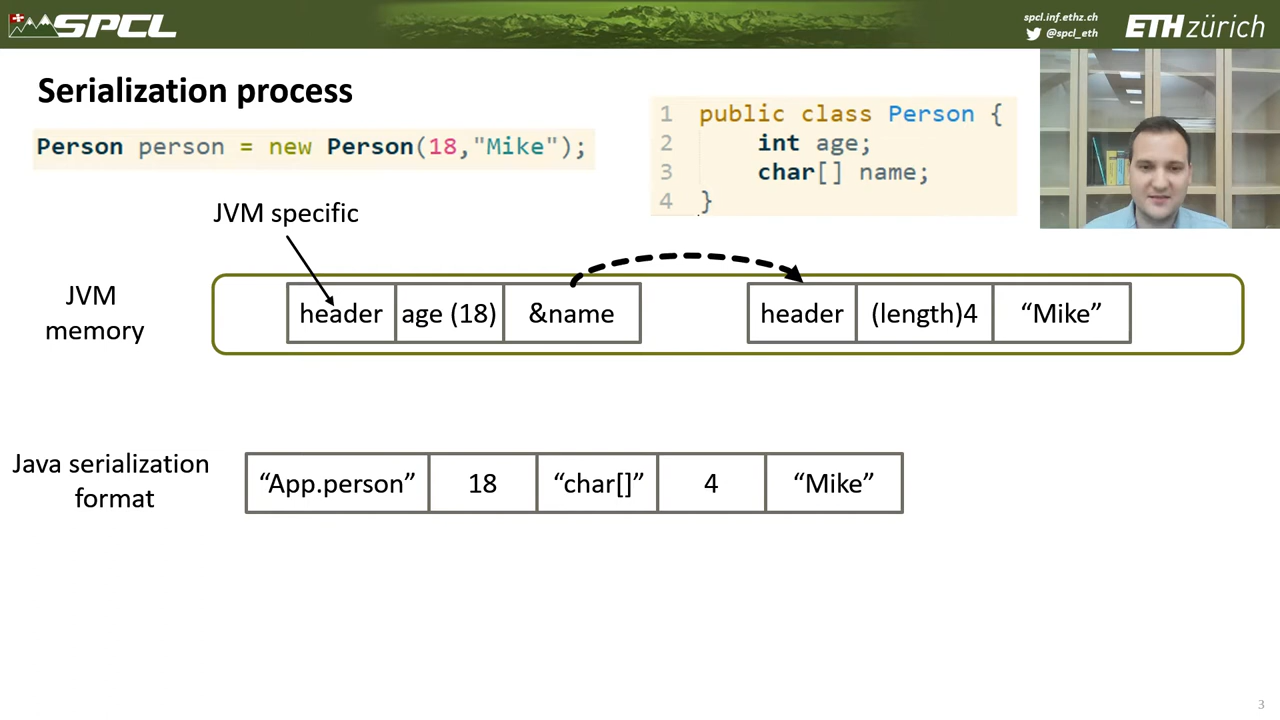 SPCL
spcl.inf.ethz.ch
@spcl_eth
ETH zürich
Serialization process
Person person = new Person(18,"Mike");
1 public class Person {
2 int age;
3 char[] name;
4 }
JVM specific
JVM
memory
header age (18) &name
header (length)4 “Mike”
Java serialization
format
“App.person” 18 “char[]” 4 “Mike”
3